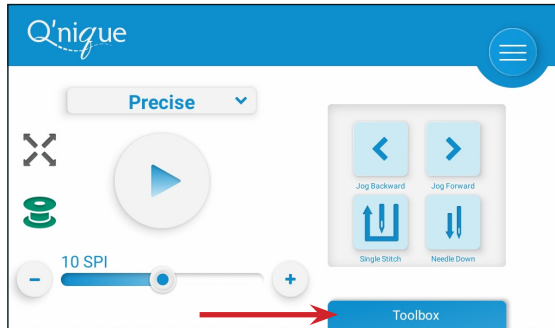 Q'nique
Precise
Jog Backward
Jog Forward
Single Stitch
Needle Down
10 SPI
Toolbox